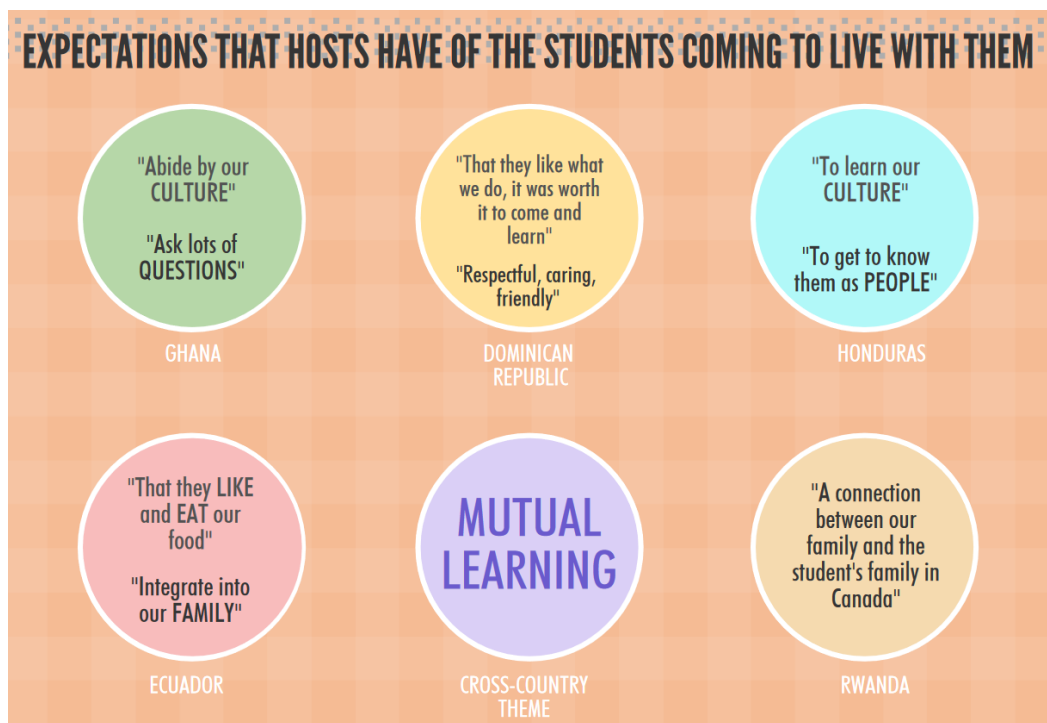 EXPECTATIONS THAT HOSTS HAVE OF THE STUDENTS COMING TO LIVE WITH THEM
"Abide by our
CULTURE"
"Ask lots of
QUESTIONS"
GHANA
"That they like what
we do, it was worth
it to come and
learn"
"Respectful, caring,
friendly"
DOMINICAN
REPUBLIC
"To learn our
CULTURE"
"To get to know
them as PEOPLE"
HONDURAS
"That they LIKE
and EAT our
food"
"Integrate into
our FAMILY"
ECUADOR
MUTUAL
LEARNING
CROSS-COUNTRY
THEME
"A connection
between our
family and the
student's family in
Canada"
RWANDA